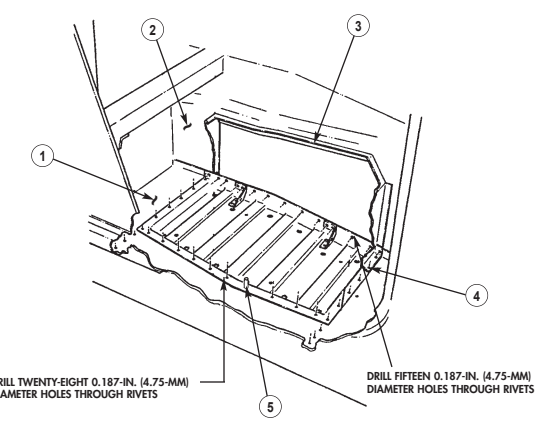 2
3
1
4
RILL TWENTY-EIGHT 0.187-IN. (4.75-MM)
AMETER HOLES THROUGH RIVETS
DRILL FIFTEEN 0.187-IN. (4.75-MM)
DIAMETER HOLES THROUGH RIVETS
5